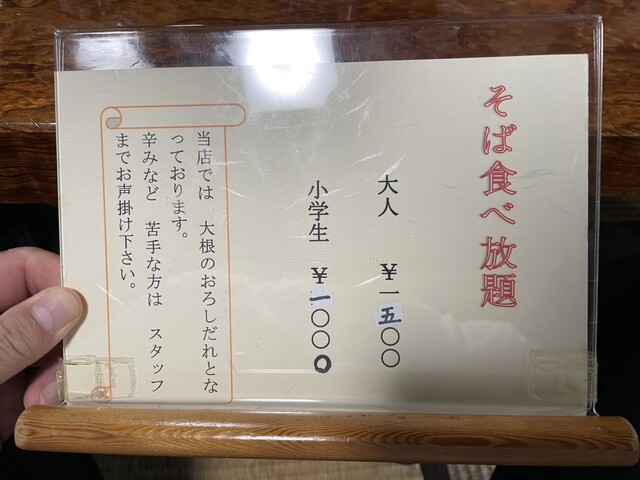 そば食べ放題
大人 ¥一五〇〇
小学生 ¥一〇〇〇
当店では 大根のおろしだれとな
っております。
辛みなど 苦手な方は スタッフ
までお声掛け下さい。